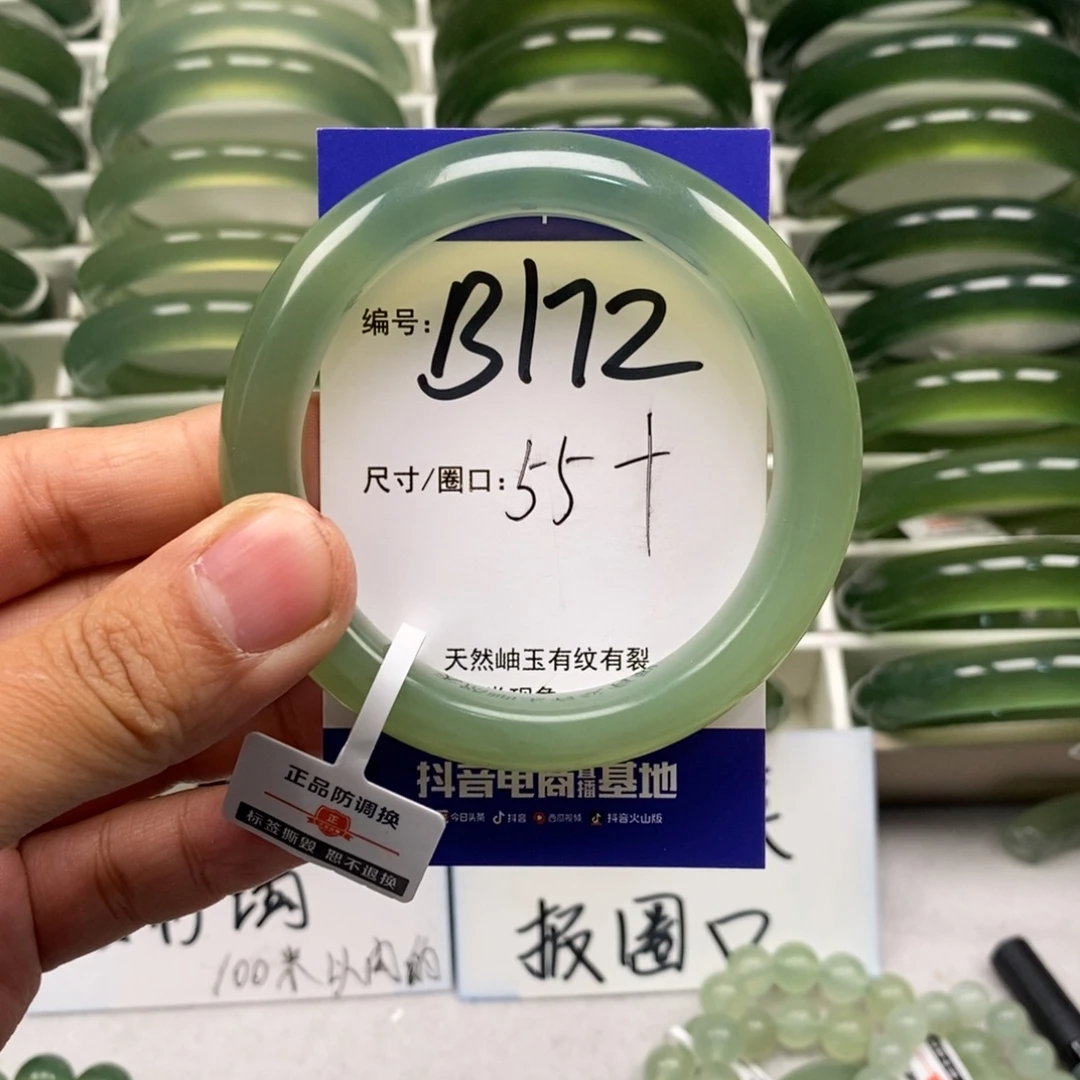 编号：B172
尺寸/圈口：55+
天然岫玉有纹有裂
抖音电商直播基地
今日头条 抖音 西瓜视频 抖音火山版
正品防调换
正
标签撕毁 恕不退换
100米以内的
报圈口